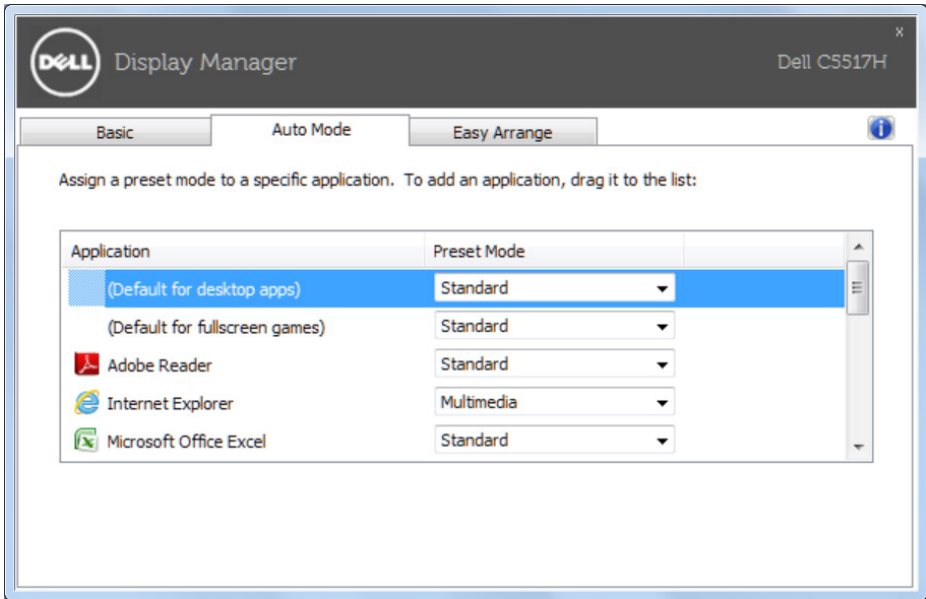 x
DELL Display Manager Dell C5517H
Basic Auto Mode Easy Arrange
Assign a preset mode to a specific application. To add an application, drag it to the list:
Application Preset Mode
(Default for desktop apps) Standard
(Default for fullscreen games) Standard
Adobe Reader Standard
Internet Explorer Multimedia
Microsoft Office Excel Standard